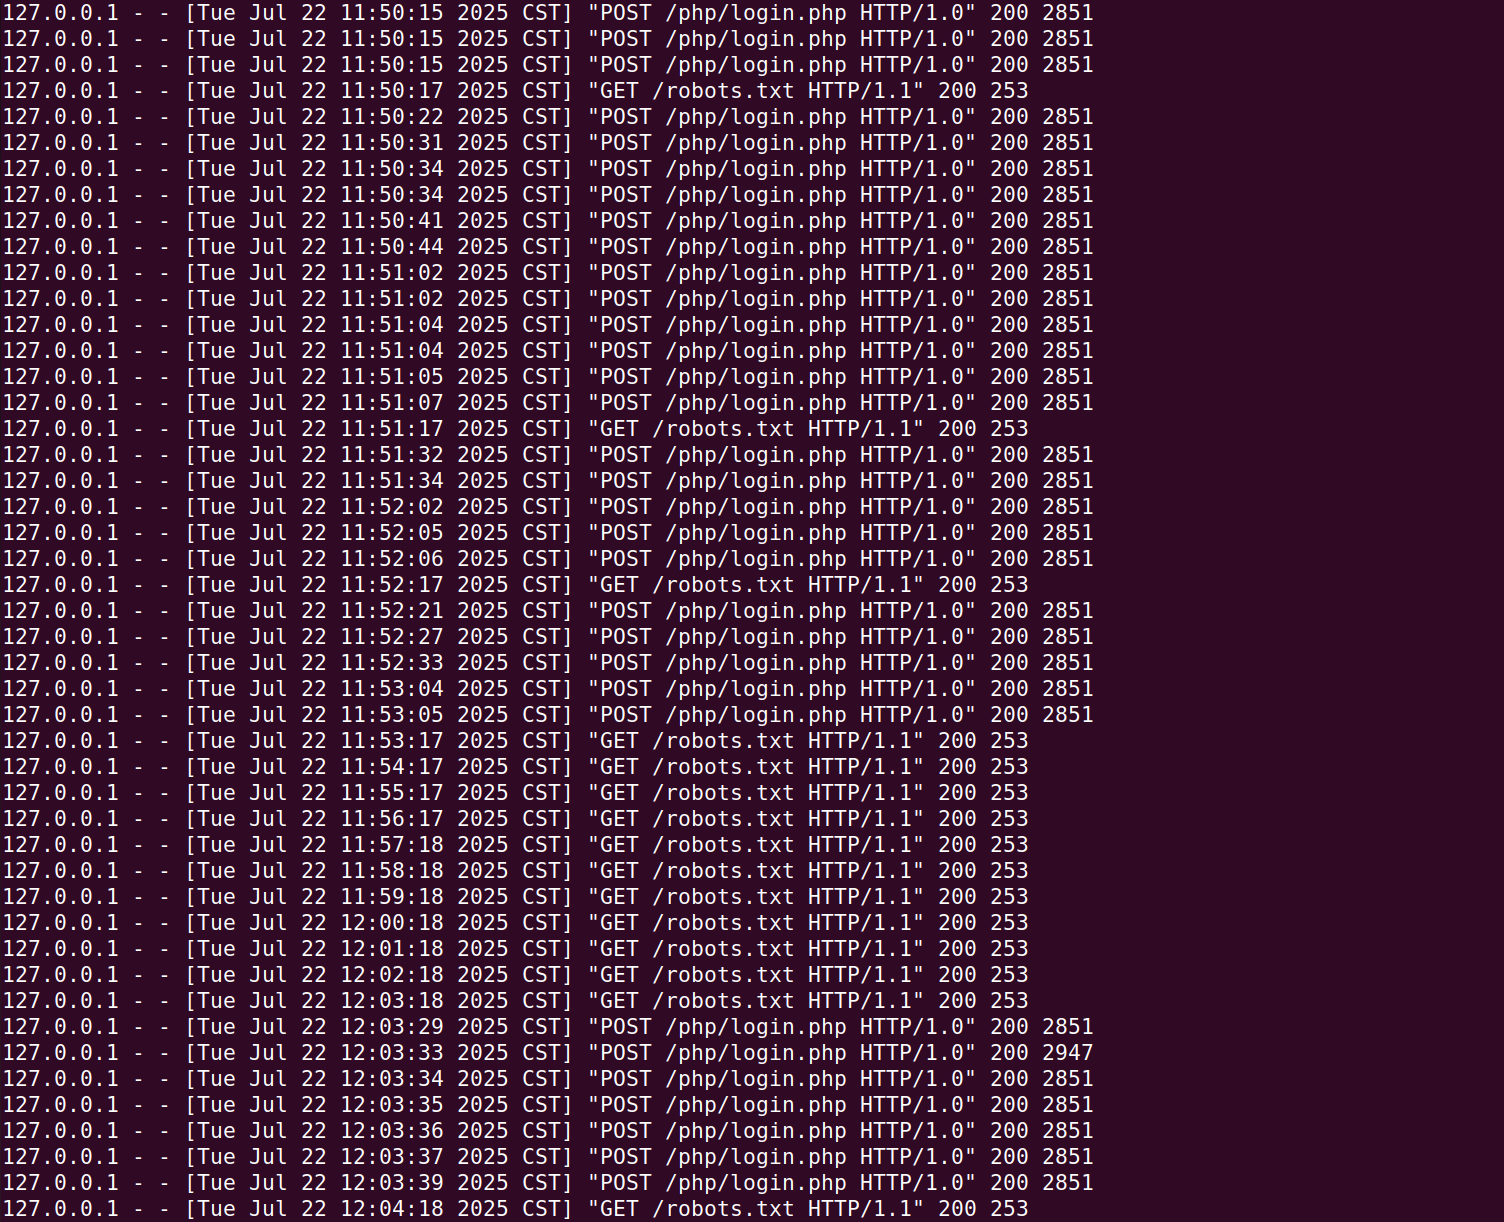 127.0.0.1 - - [Tue Jul 22 11:50:15 2025 CST] "POST /php/login.php HTTP/1.0" 200 2851
127.0.0.1 - - [Tue Jul 22 11:50:15 2025 CST] "POST /php/login.php HTTP/1.0" 200 2851
127.0.0.1 - - [Tue Jul 22 11:50:15 2025 CST] "POST /php/login.php HTTP/1.0" 200 2851
127.0.0.1 - - [Tue Jul 22 11:50:17 2025 CST] "GET /robots.txt HTTP/1.1" 200 253
127.0.0.1 - - [Tue Jul 22 11:50:22 2025 CST] "POST /php/login.php HTTP/1.0" 200 2851
127.0.0.1 - - [Tue Jul 22 11:50:31 2025 CST] "POST /php/login.php HTTP/1.0" 200 2851
127.0.0.1 - - [Tue Jul 22 11:50:34 2025 CST] "POST /php/login.php HTTP/1.0" 200 2851
127.0.0.1 - - [Tue Jul 22 11:50:34 2025 CST] "POST /php/login.php HTTP/1.0" 200 2851
127.0.0.1 - - [Tue Jul 22 11:50:41 2025 CST] "POST /php/login.php HTTP/1.0" 200 2851
127.0.0.1 - - [Tue Jul 22 11:50:44 2025 CST] "POST /php/login.php HTTP/1.0" 200 2851
127.0.0.1 - - [Tue Jul 22 11:51:02 2025 CST] "POST /php/login.php HTTP/1.0" 200 2851
127.0.0.1 - - [Tue Jul 22 11:51:02 2025 CST] "POST /php/login.php HTTP/1.0" 200 2851
127.0.0.1 - - [Tue Jul 22 11:51:04 2025 CST] "POST /php/login.php HTTP/1.0" 200 2851
127.0.0.1 - - [Tue Jul 22 11:51:04 2025 CST] "POST /php/login.php HTTP/1.0" 200 2851
127.0.0.1 - - [Tue Jul 22 11:51:05 2025 CST] "POST /php/login.php HTTP/1.0" 200 2851
127.0.0.1 - - [Tue Jul 22 11:51:07 2025 CST] "POST /php/login.php HTTP/1.0" 200 2851
127.0.0.1 - - [Tue Jul 22 11:51:17 2025 CST] "GET /robots.txt HTTP/1.1" 200 253
127.0.0.1 - - [Tue Jul 22 11:51:32 2025 CST] "POST /php/login.php HTTP/1.0" 200 2851
127.0.0.1 - - [Tue Jul 22 11:51:34 2025 CST] "POST /php/login.php HTTP/1.0" 200 2851
127.0.0.1 - - [Tue Jul 22 11:52:02 2025 CST] "POST /php/login.php HTTP/1.0" 200 2851
127.0.0.1 - - [Tue Jul 22 11:52:05 2025 CST] "POST /php/login.php HTTP/1.0" 200 2851
127.0.0.1 - - [Tue Jul 22 11:52:06 2025 CST] "POST /php/login.php HTTP/1.0" 200 2851
127.0.0.1 - - [Tue Jul 22 11:52:17 2025 CST] "GET /robots.txt HTTP/1.1" 200 253
127.0.0.1 - - [Tue Jul 22 11:52:21 2025 CST] "POST /php/login.php HTTP/1.0" 200 2851
127.0.0.1 - - [Tue Jul 22 11:52:27 2025 CST] "POST /php/login.php HTTP/1.0" 200 2851
127.0.0.1 - - [Tue Jul 22 11:52:33 2025 CST] "POST /php/login.php HTTP/1.0" 200 2851
127.0.0.1 - - [Tue Jul 22 11:53:04 2025 CST] "POST /php/login.php HTTP/1.0" 200 2851
127.0.0.1 - - [Tue Jul 22 11:53:05 2025 CST] "POST /php/login.php HTTP/1.0" 200 2851
127.0.0.1 - - [Tue Jul 22 11:53:17 2025 CST] "GET /robots.txt HTTP/1.1" 200 253
127.0.0.1 - - [Tue Jul 22 11:54:17 2025 CST] "GET /robots.txt HTTP/1.1" 200 253
127.0.0.1 - - [Tue Jul 22 11:55:17 2025 CST] "GET /robots.txt HTTP/1.1" 200 253
127.0.0.1 - - [Tue Jul 22 11:56:17 2025 CST] "GET /robots.txt HTTP/1.1" 200 253
127.0.0.1 - - [Tue Jul 22 11:57:18 2025 CST] "GET /robots.txt HTTP/1.1" 200 253
127.0.0.1 - - [Tue Jul 22 11:58:18 2025 CST] "GET /robots.txt HTTP/1.1" 200 253
127.0.0.1 - - [Tue Jul 22 11:59:18 2025 CST] "GET /robots.txt HTTP/1.1" 200 253
127.0.0.1 - - [Tue Jul 22 12:00:18 2025 CST] "GET /robots.txt HTTP/1.1" 200 253
127.0.0.1 - - [Tue Jul 22 12:01:18 2025 CST] "GET /robots.txt HTTP/1.1" 200 253
127.0.0.1 - - [Tue Jul 22 12:02:18 2025 CST] "GET /robots.txt HTTP/1.1" 200 253
127.0.0.1 - - [Tue Jul 22 12:03:18 2025 CST] "GET /robots.txt HTTP/1.1" 200 253
127.0.0.1 - - [Tue Jul 22 12:03:29 2025 CST] "POST /php/login.php HTTP/1.0" 200 2851
127.0.0.1 - - [Tue Jul 22 12:03:33 2025 CST] "POST /php/login.php HTTP/1.0" 200 2947
127.0.0.1 - - [Tue Jul 22 12:03:34 2025 CST] "POST /php/login.php HTTP/1.0" 200 2851
127.0.0.1 - - [Tue Jul 22 12:03:35 2025 CST] "POST /php/login.php HTTP/1.0" 200 2851
127.0.0.1 - - [Tue Jul 22 12:03:36 2025 CST] "POST /php/login.php HTTP/1.0" 200 2851
127.0.0.1 - - [Tue Jul 22 12:03:37 2025 CST] "POST /php/login.php HTTP/1.0" 200 2851
127.0.0.1 - - [Tue Jul 22 12:03:39 2025 CST] "POST /php/login.php HTTP/1.0" 200 2851
127.0.0.1 - - [Tue Jul 22 12:04:18 2025 CST] "GET /robots.txt HTTP/1.1" 200 253